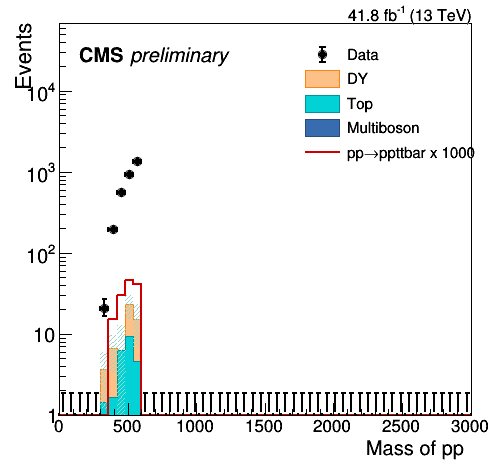 41.8 fb⁻¹ (13 TeV)
Events
CMS preliminary
Data
DY
Top
Multiboson
pp→ppttbar x 1000
10⁴
10³
10²
10
1
0 500 1000 1500 2000 2500 3000
Mass of pp